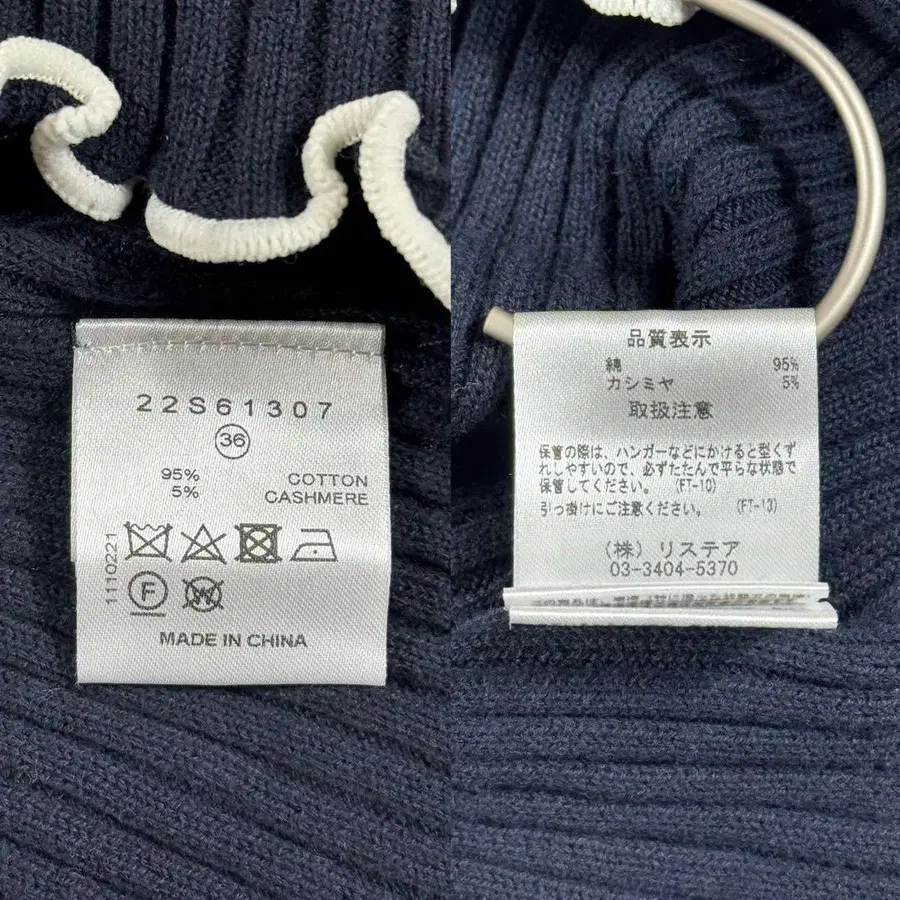 22S61307
36
95% COTTON
5% CASHMERE
1110221
F
W
MADE IN CHINA
品質表示
綿 95%
カシミヤ 5%
取扱注意
保管の際は、ハンガーなどにかけると型くず
れしやすいので、必ずたたんで平らな状態で
保管してください。 (FT-10)
引っ掛けにご注意ください。 (FT-13)
(株) リステア
03-3404-5370